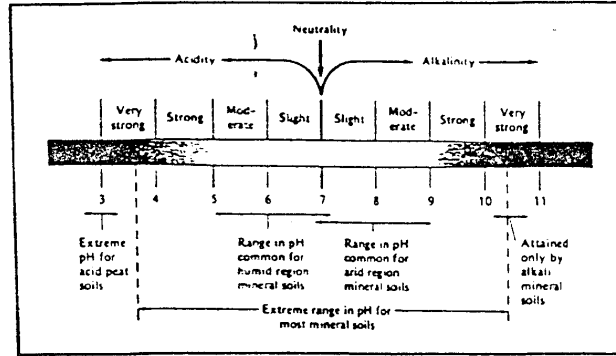 Neutrality
Acidity
Alkalinity
Very strong
Strong
Mod-erate
Slight
Slight
Mod-erate
Strong
Very strong
3
4
5
6
7
8
9
10
11
Extreme
pH for
acid peat
soils
Range in pH
common for
humid region
mineral soils
Range in pH
common for
arid region
mineral soils
Attained
only by
alkali
mineral
soils
Extreme range in pH for
most mineral soils